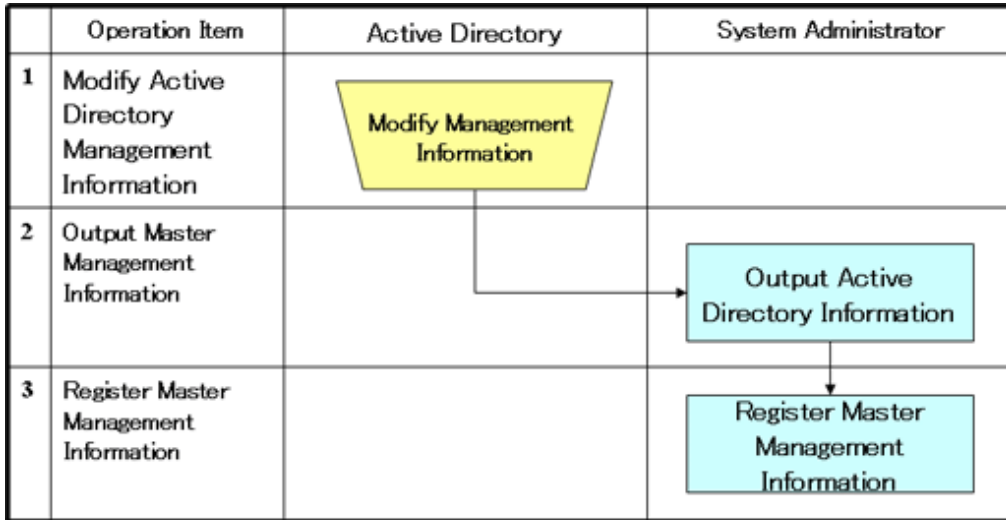 Operation Item
Active Directory
System Administrator
1
Modify Active
Directory
Management
Information
Modify Management
Information
2
Output Master
Management
Information
Output Active
Directory Information
3
Register Master
Management
Information
Register Master
Management
Information